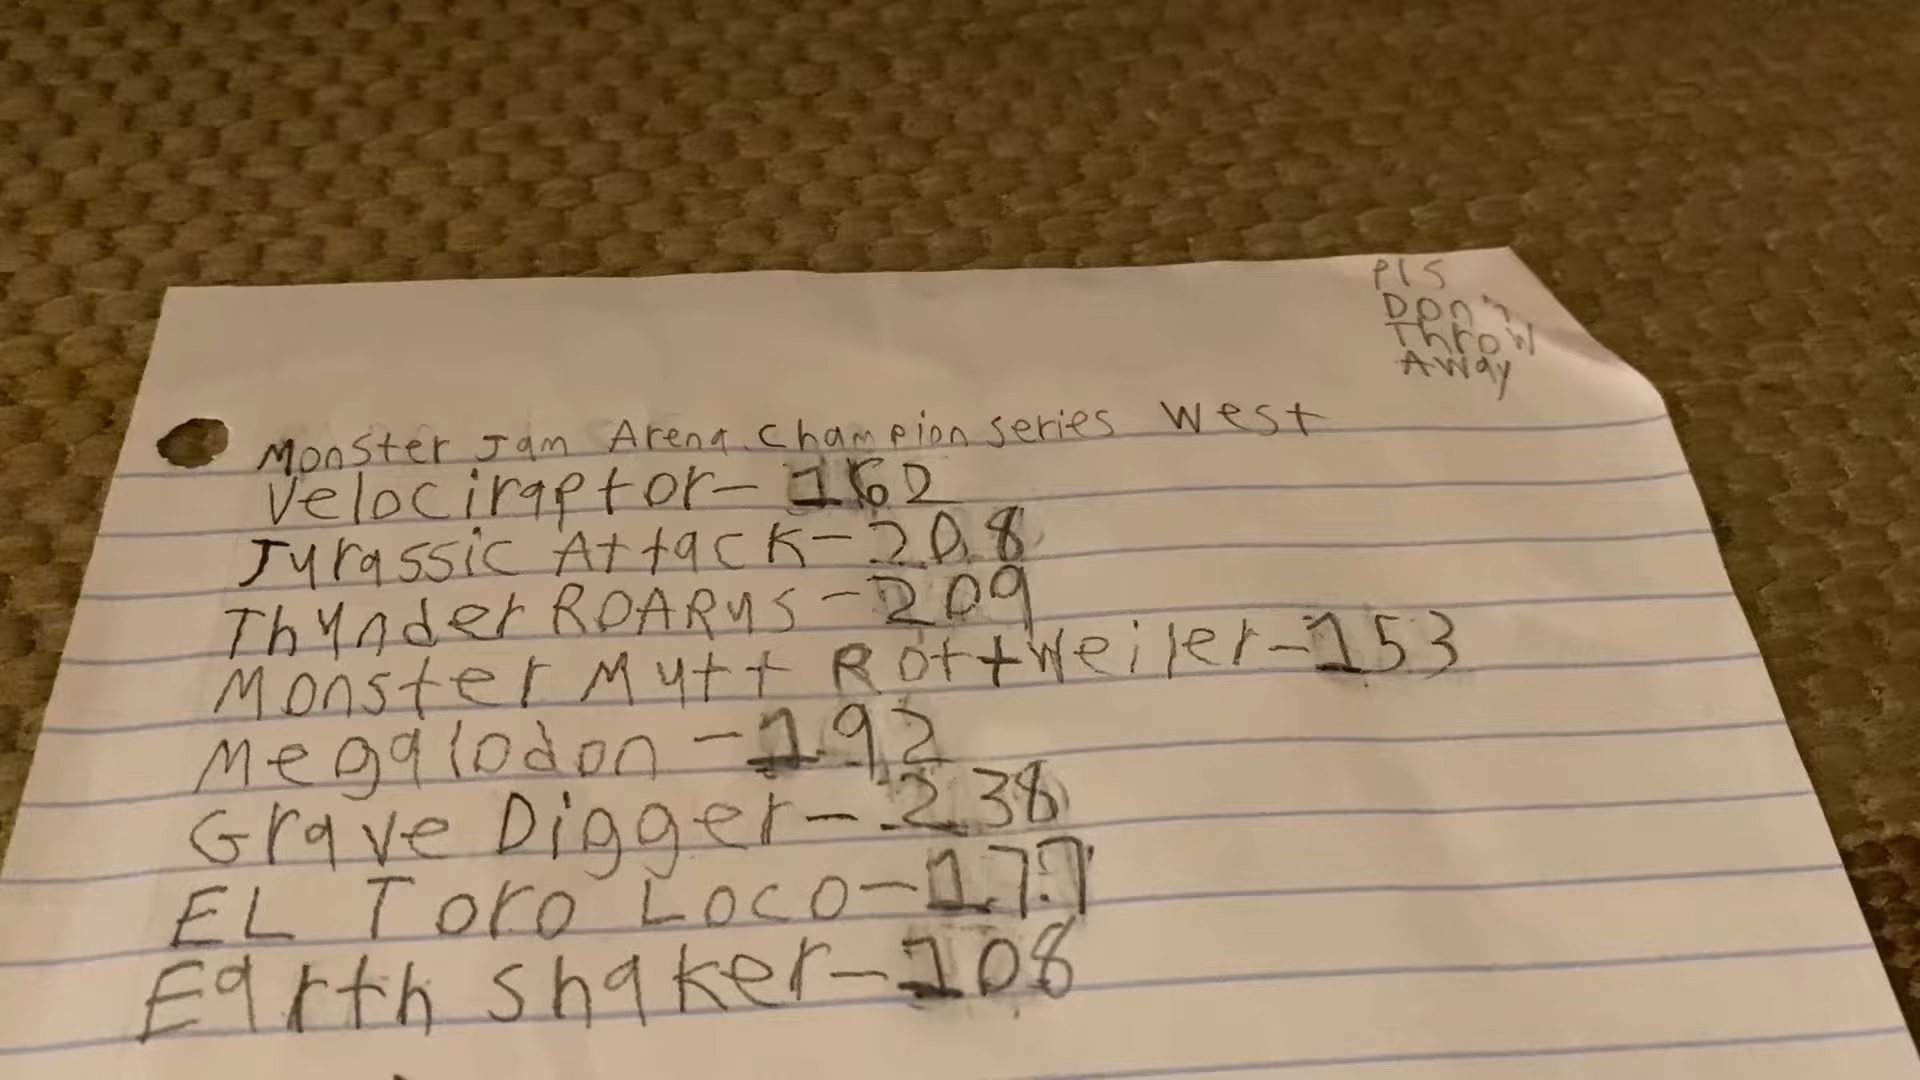 Pls
Don't
Throw
Away
Monster Jam Arena Champion series West
Velociraptor- 162
Jurassic Attack-208
Thunder ROARus-209
Monster Mutt Rottweiler-153
Megalodon-192
Grave Digger-238
EL Toro Loco-177
Earth shaker-108